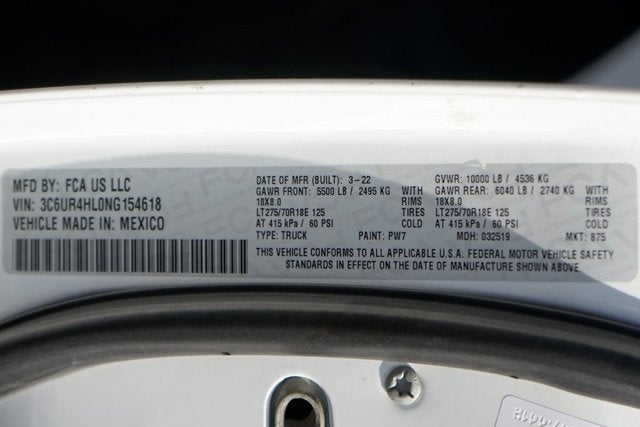 MFD BY: FCA US LLC
VIN: 3C6UR4HL0NG154618
VEHICLE MADE IN: MEXICO
DATE OF MFR (BUILT): 3-22
GAWR FRONT: 5500 LB / 2495 KG WITH
18X8.0 RIMS
LT275/70R18E 125 TIRES
AT 415 kPa / 60 PSI COLD
TYPE: TRUCK PAINT: PW7
GVWR: 10000 LB / 4536 KG
GAWR REAR: 6040 LB / 2740 KG WITH
18X8.0 RIMS
LT275/70R18E 125 TIRES
AT 415 kPa / 60 PSI COLD
MDH: 032519 MKT: 875
THIS VEHICLE CONFORMS TO ALL APPLICABLE U.S.A. FEDERAL MOTOR VEHICLE SAFETY
STANDARDS IN EFFECT ON THE DATE OF MANUFACTURE SHOWN ABOVE